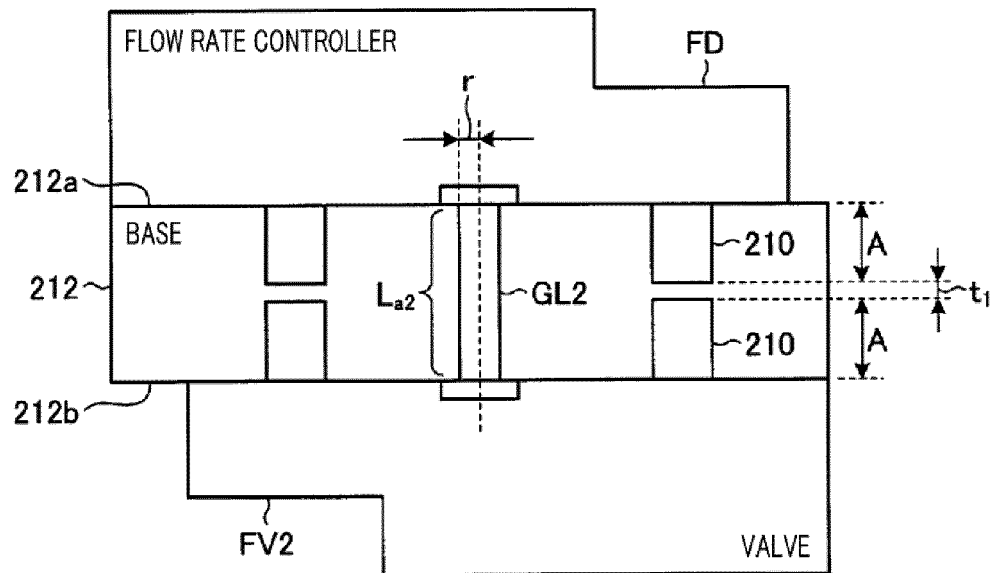 FLOW RATE CONTROLLER
FD
r
212a
BASE
210
A
212
La2
GL2
t1
210
A
212b
FV2
VALVE